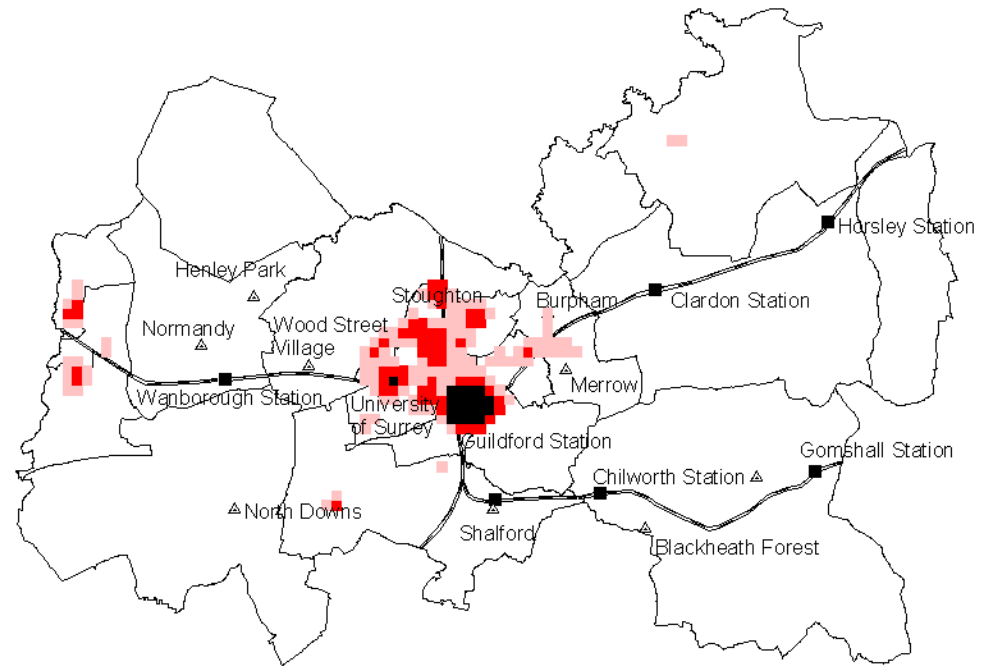 Horsley Station
Henley Park
Stoughton
Burpham
Clardon Station
Normandy
Wood Street
Village
Merrow
Wanborough Station
University
of Surrey
Guildford Station
Gomshall Station
Chilworth Station
North Downs
Shalford
Blackheath Forest